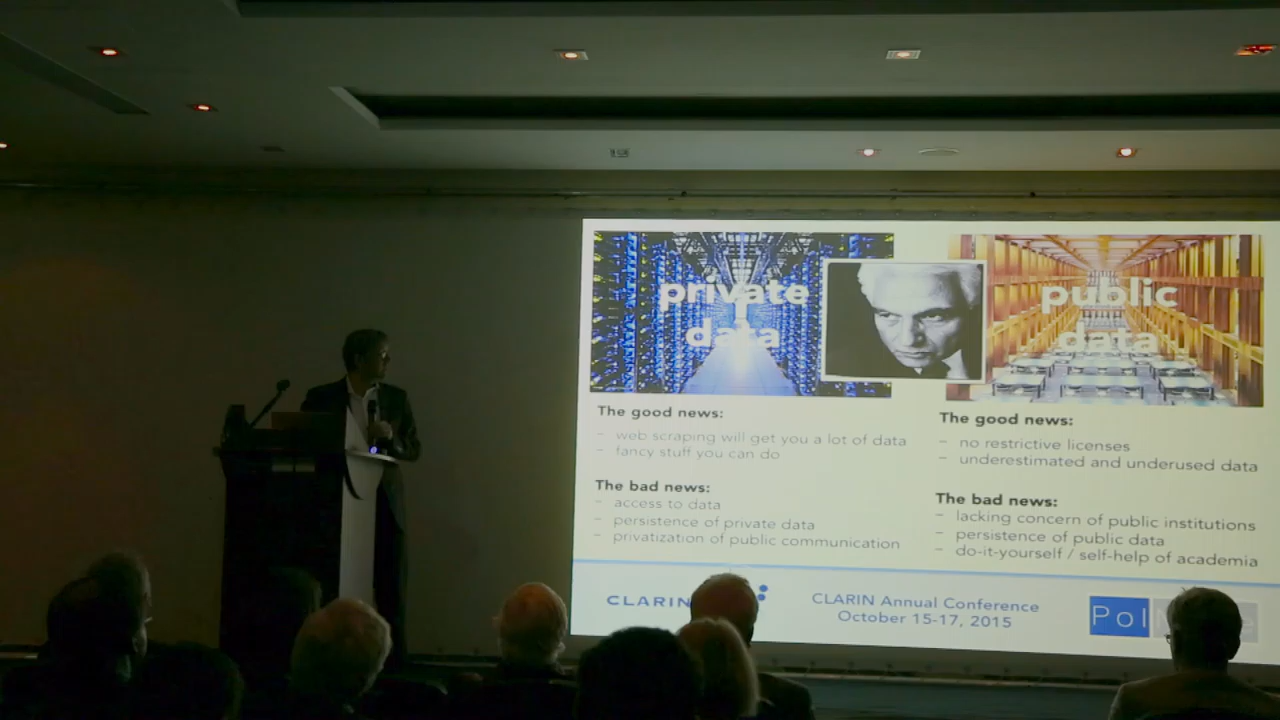 private
data
public
data
The good news:
- web scraping will get you a lot of data
- fancy stuff you can do
The bad news:
- access to data
- persistence of private data
- privatization of public communication
The good news:
- no restrictive licenses
- underestimated and underused data
The bad news:
- lacking concern of public institutions
- persistence of public data
- do-it-yourself / self-help of academia
CLARIN
CLARIN Annual Conference
October 15-17, 2015
Pol